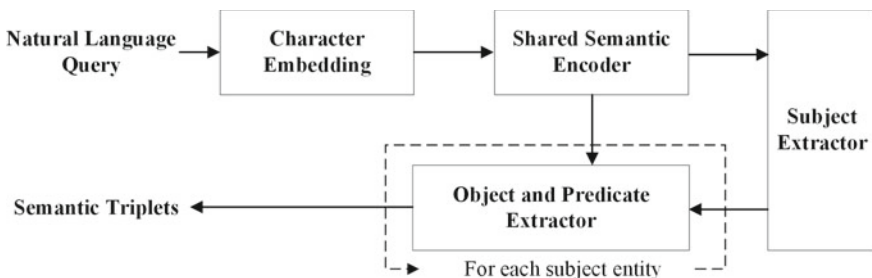 Natural Language
Query
Character
Embedding
Shared Semantic
Encoder
Subject
Extractor
Object and Predicate
Extractor
Semantic Triplets
For each subject entity